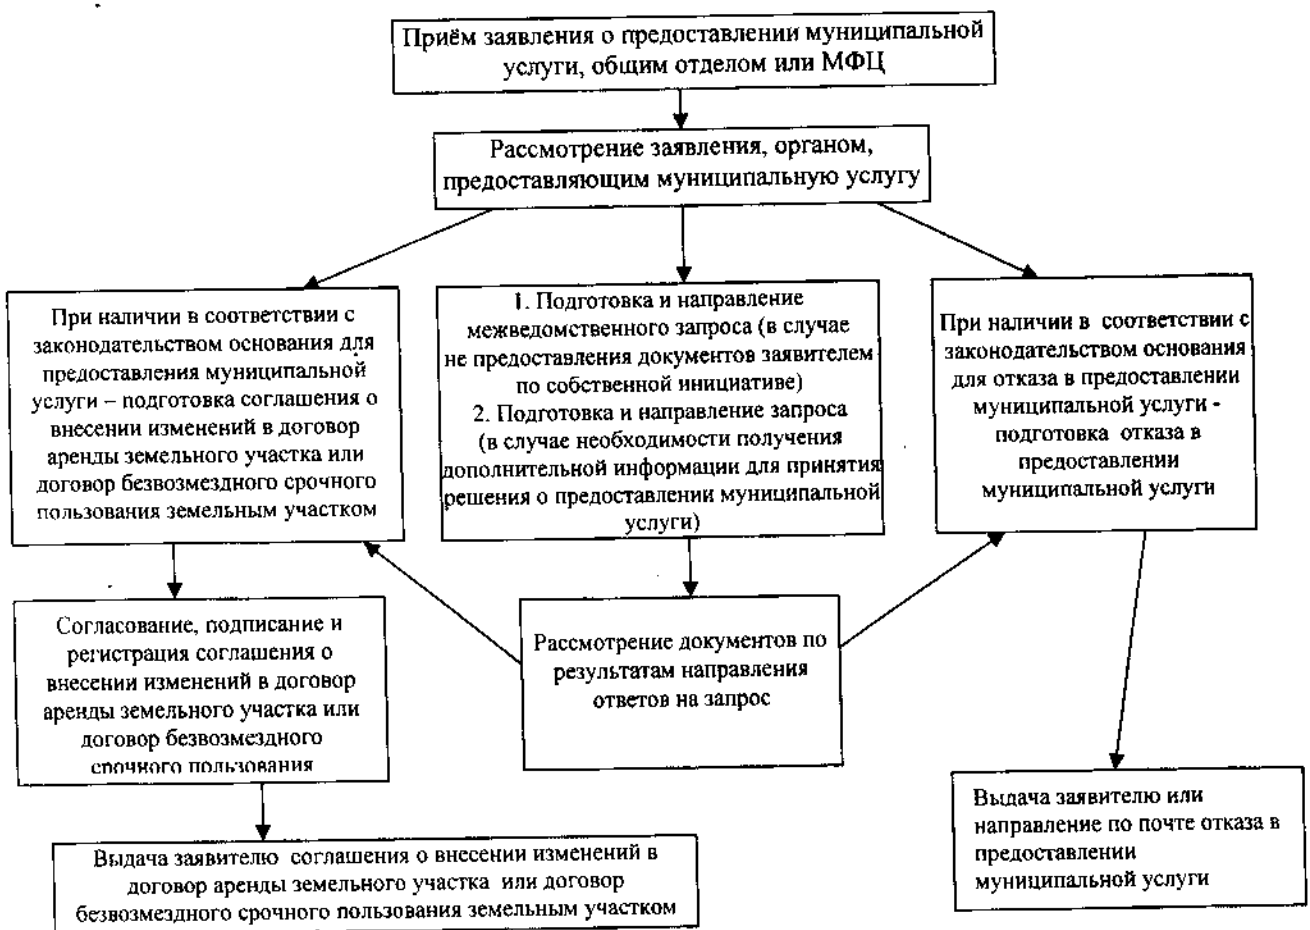 Приём заявления о предоставлении муниципальной
услуги, общим отделом или МФЦ
Рассмотрение заявления, органом,
предоставляющим муниципальную услугу
При наличии в соответствии с
законодательством основания для
предоставления муниципальной
услуги – подготовка соглашения о
внесении изменений в договор
аренды земельного участка или
договор безвозмездного срочного
пользования земельным участком
1. Подготовка и направление
межведомственного запроса (в случае
не предоставления документов заявителем
по собственной инициативе)
2. Подготовка и направление запроса
(в случае необходимости получения
дополнительной информации для принятия
решения о предоставлении муниципальной
услуги)
При наличии в соответствии с
законодательством основания
для отказа в предоставлении
муниципальной услуги -
подготовка отказа в
предоставлении
муниципальной услуги
Согласование, подписание и
регистрация соглашения о
внесении изменений в договор
аренды земельного участка или
договор безвозмездного
срочного пользования
Рассмотрение документов по
результатам направления
ответов на запрос
Выдача заявителю или
направление по почте отказа в
предоставлении
муниципальной услуги
Выдача заявителю соглашения о внесении изменений в
договор аренды земельного участка или договор
безвозмездного срочного пользования земельным участком